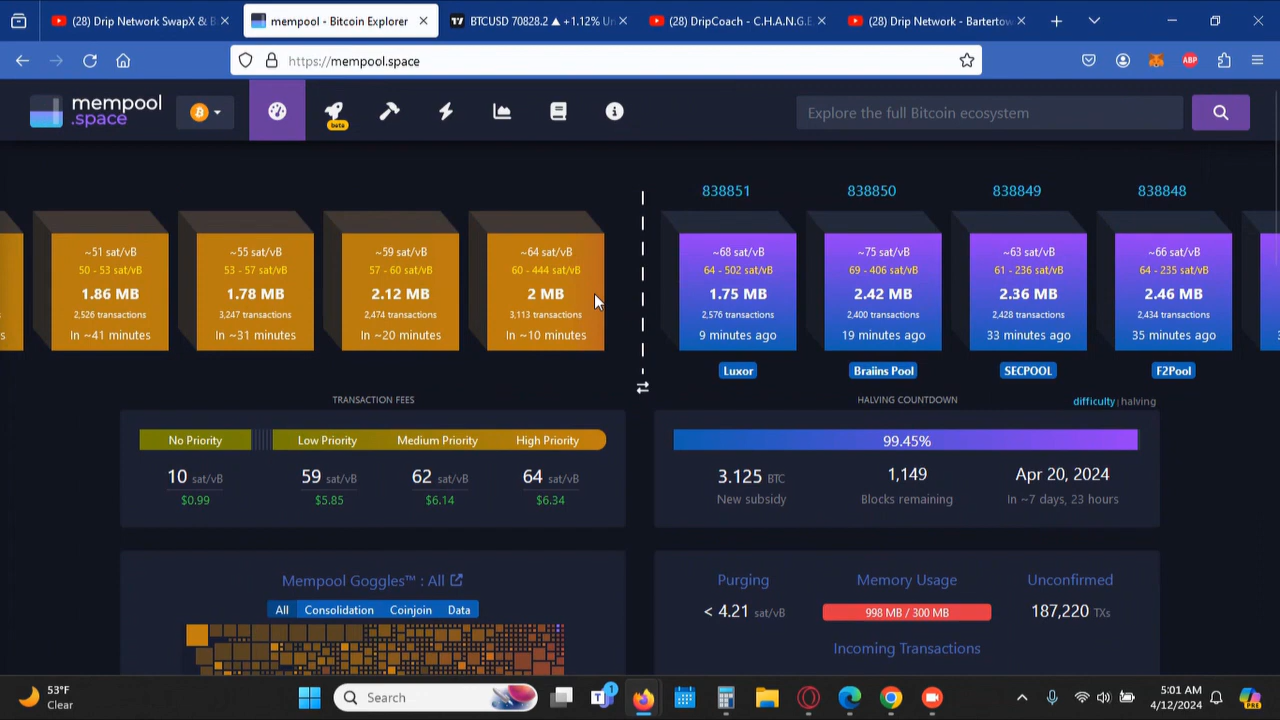 (28) Drip Network SwapX & B
mempool - Bitcoin Explorer
BTCUSD 70828.2 ▲ +1.12% Un
(28) DripCoach - C.H.A.N.G.E
(28) Drip Network - Bartertow
https://mempool.space
ABP
mempool
.space
beta
Explore the full Bitcoin ecosystem
838851
838850
838849
838848
~51 sat/vB
50 - 53 sat/vB
1.86 MB
2,526 transactions
In ~41 minutes
~55 sat/vB
53 - 57 sat/vB
1.78 MB
3,247 transactions
In ~31 minutes
~59 sat/vB
57 - 60 sat/vB
2.12 MB
2,474 transactions
In ~20 minutes
~64 sat/vB
60 - 444 sat/vB
2 MB
3,113 transactions
In ~10 minutes
~68 sat/vB
64 - 502 sat/vB
1.75 MB
2,576 transactions
9 minutes ago
Luxor
~75 sat/vB
69 - 406 sat/vB
2.42 MB
2,400 transactions
19 minutes ago
Braiins Pool
~63 sat/vB
61 - 236 sat/vB
2.36 MB
2,428 transactions
33 minutes ago
SECPOOL
~66 sat/vB
64 - 235 sat/vB
2.46 MB
2,434 transactions
35 minutes ago
F2Pool
TRANSACTION FEES
No Priority
Low Priority
Medium Priority
High Priority
10 sat/vB
59 sat/vB
62 sat/vB
64 sat/vB
$0.99
$5.85
$6.14
$6.34
HALVING COUNTDOWN
difficulty | halving
99.45%
3.125 BTC
1,149
Apr 20, 2024
New subsidy
Blocks remaining
In ~7 days, 23 hours
Mempool Goggles™ : All
All
Consolidation
Coinjoin
Data
Purging
Memory Usage
Unconfirmed
< 4.21 sat/vB
998 MB / 300 MB
187,220 TXs
Incoming Transactions
53°F
Clear
Search
1
5:01 AM
4/12/2024
PRE